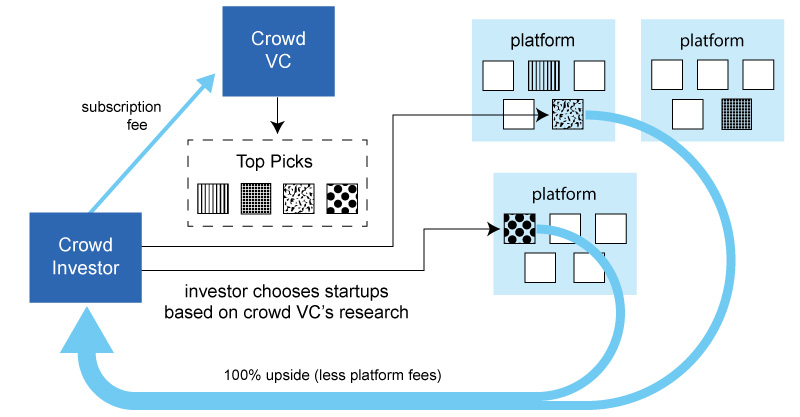 Crowd
VC
platform
platform
subscription
fee
Top Picks
platform
Crowd
Investor
investor chooses startups
based on crowd VC's research
100% upside (less platform fees)